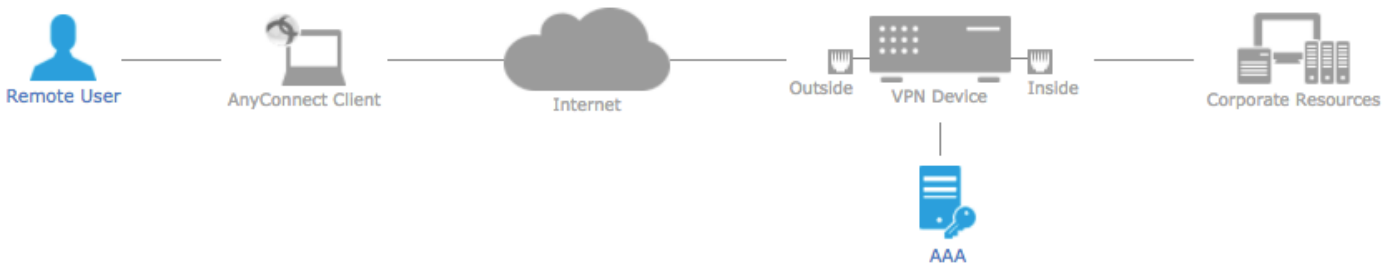 Remote User
AnyConnect Client
Internet
Outside
VPN Device
Inside
Corporate Resources
AAA